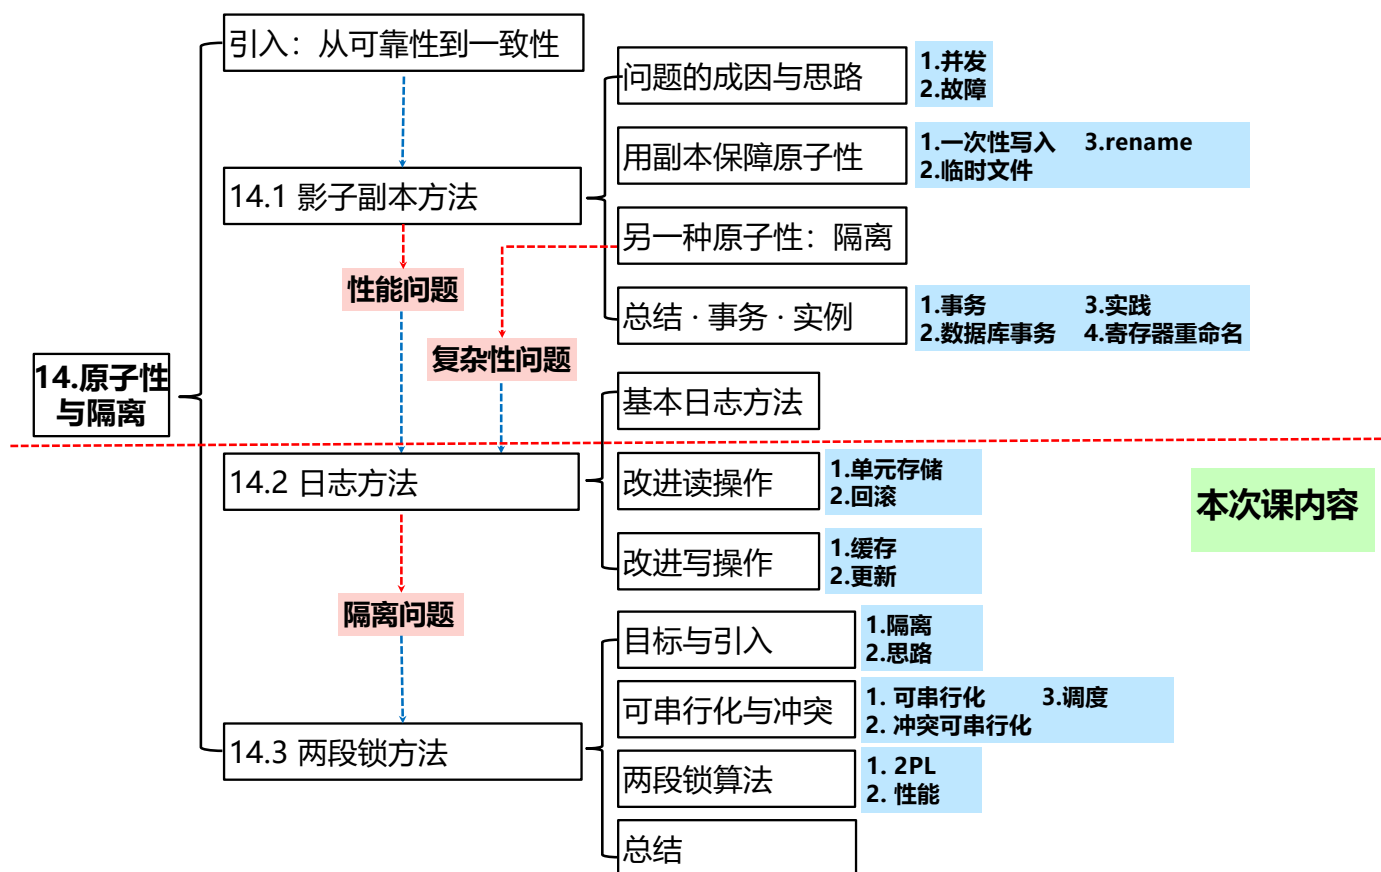 引入：从可靠性到一致性
问题的成因与思路
1.并发
2.故障
用副本保障原子性
1.一次性写入 3.rename
2.临时文件
14.1 影子副本方法
另一种原子性：隔离
性能问题
总结 · 事务 · 实例
1.事务 3.实践
2.数据库事务 4.寄存器重命名
复杂性问题
14.原子性
与隔离
基本日志方法
14.2 日志方法
改进读操作
1.单元存储
2.回滚
本次课内容
改进写操作
1.缓存
2.更新
隔离问题
目标与引入
1.隔离
2.思路
可串行化与冲突
1. 可串行化 3.调度
2. 冲突可串行化
14.3 两段锁方法
两段锁算法
1. 2PL
2. 性能
总结